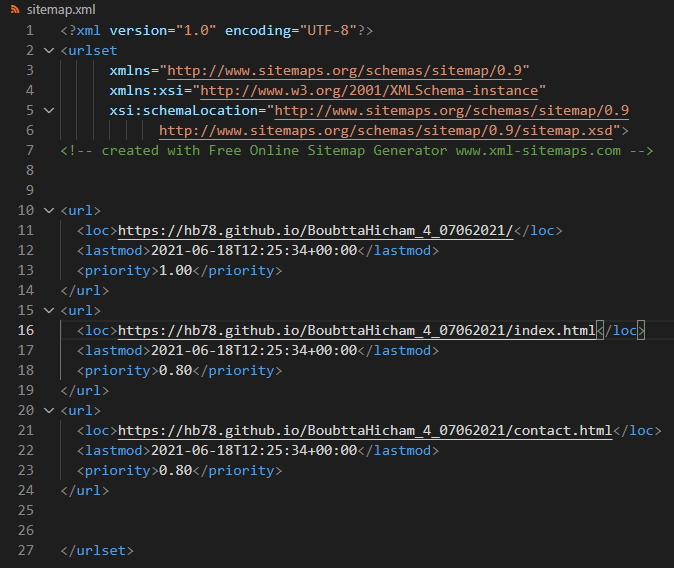 sitemap.xml
1 <?xml version="1.0" encoding="UTF-8"?>
2 <urlset
3 xmlns="http://www.sitemaps.org/schemas/sitemap/0.9"
4 xmlns:xsi="http://www.w3.org/2001/XMLSchema-instance"
5 xsi:schemaLocation="http://www.sitemaps.org/schemas/sitemap/0.9
6 http://www.sitemaps.org/schemas/sitemap/0.9/sitemap.xsd">
7 <!-- created with Free Online Sitemap Generator www.xml-sitemaps.com -->
8
9
10 <url>
11 <loc>https://hb78.github.io/BoubttaHicham_4_07062021/</loc>
12 <lastmod>2021-06-18T12:25:34+00:00</lastmod>
13 <priority>1.00</priority>
14 </url>
15 <url>
16 <loc>https://hb78.github.io/BoubttaHicham_4_07062021/index.html</loc>
17 <lastmod>2021-06-18T12:25:34+00:00</lastmod>
18 <priority>0.80</priority>
19 </url>
20 <url>
21 <loc>https://hb78.github.io/BoubttaHicham_4_07062021/contact.html</loc>
22 <lastmod>2021-06-18T12:25:34+00:00</lastmod>
23 <priority>0.80</priority>
24 </url>
25
26
27 </urlset>